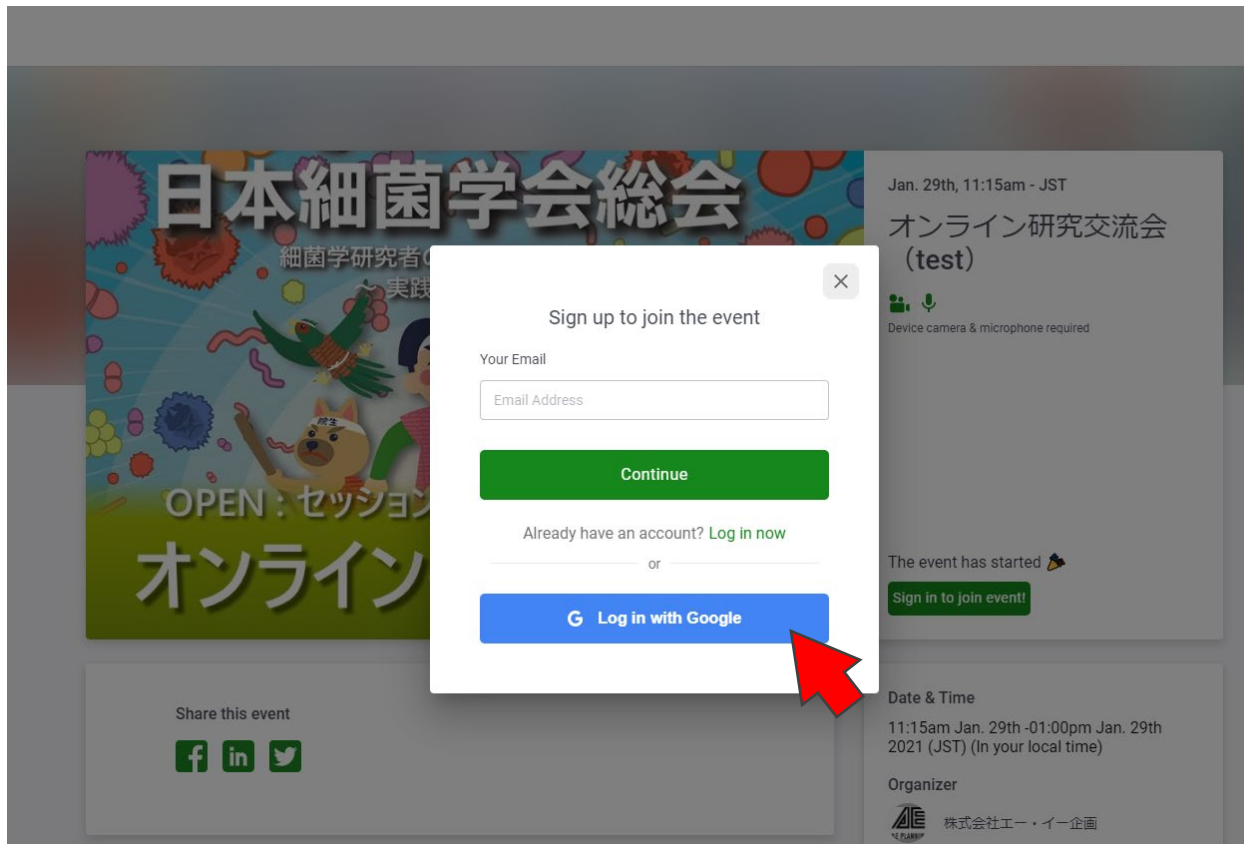 日本細菌学会総会
細菌学研究者の
～実践
院生
OPEN：セッション
オンライン
Jan. 29th, 11:15am - JST
オンライン研究交流会
（test）
Device camera & microphone required
The event has started
Sign in to join event!
Sign up to join the event
Your Email
Email Address
Continue
Already have an account? Log in now
or
G Log in with Google
Share this event
f in
Date & Time
11:15am Jan. 29th -01:00pm Jan. 29th
2021 (JST) (In your local time)
Organizer
株式会社エー・イー企画